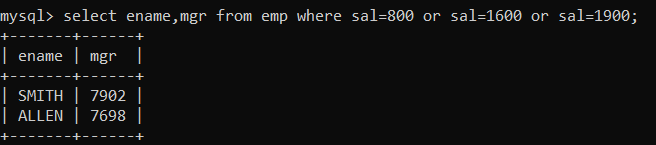 mysql> select ename,mgr from emp where sal=800 or sal=1600 or sal=1900;
+-------+------+
| ename | mgr  |
+-------+------+
| SMITH | 7902 |
| ALLEN | 7698 |
+-------+------+